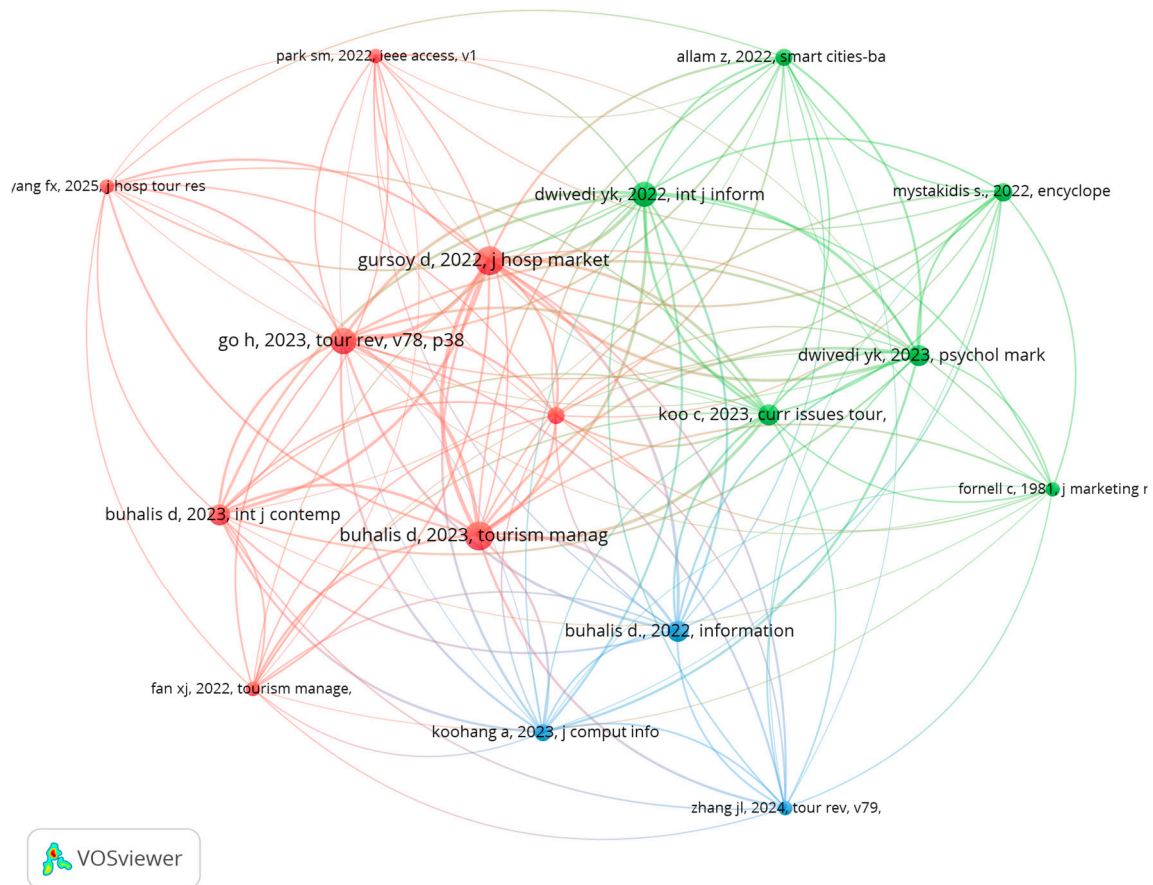 park sm, 2022, ieee access, v1
allam z, 2022, smart cities-ba
yang fx, 2025, j hosp tour res
dwivedi yk, 2022, int j inform
mystakidis s., 2022, encyclope
gursoy d, 2022, j hosp market
go h, 2023, tour rev, v78, p38
dwivedi yk, 2023, psychol mark
koo c, 2023, curr issues tour,
fornell c, 1981, j marketing r
buhalis d, 2023, int j contemp
buhalis d, 2023, tourism manag
buhalis d., 2022, information
fan xj, 2022, tourism manage,
koohang a, 2023, j comput info
zhang jl, 2024, tour rev, v79,
VOSviewer